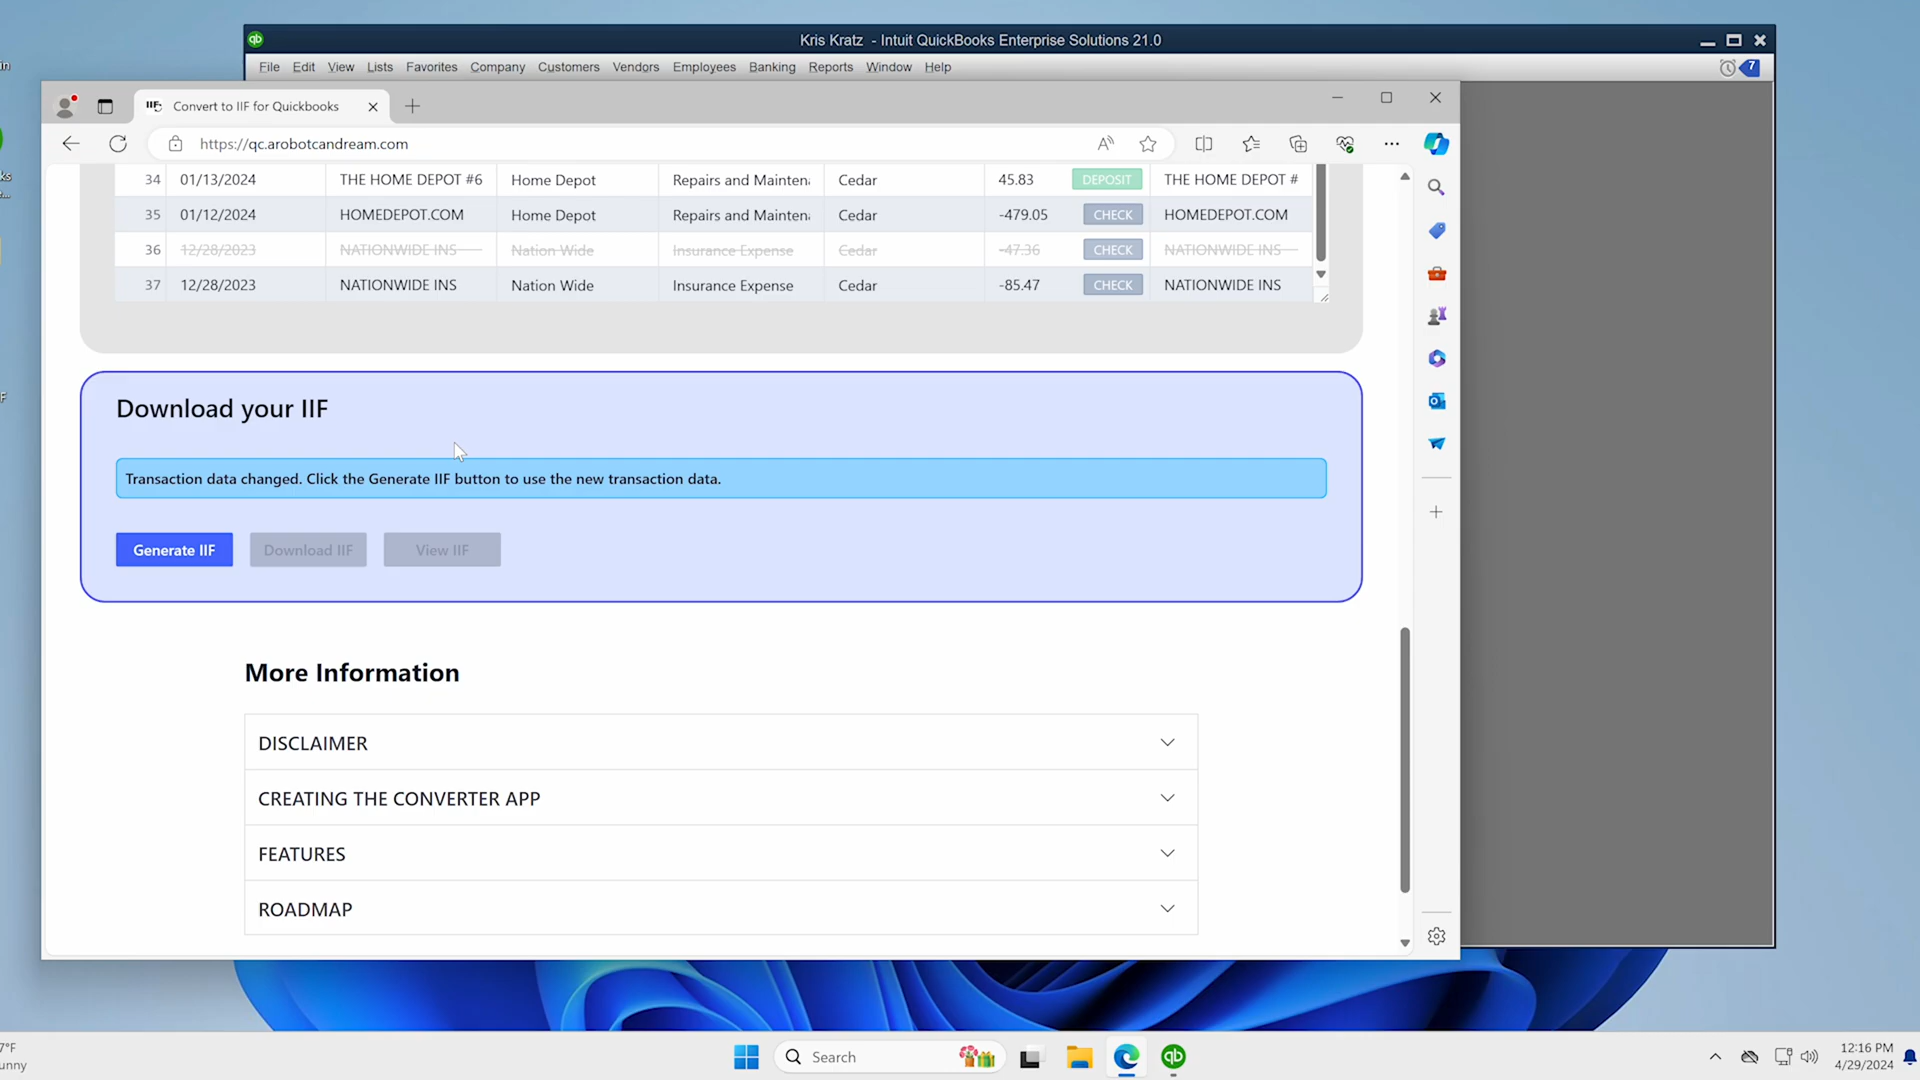 Kris Kratz - Intuit QuickBooks Enterprise Solutions 21.0
File Edit View Lists Favorites Company Customers Vendors Employees Banking Reports Window Help
7
Convert to IIF for Quickbooks
https://qc.arobotcandream.com
34 01/13/2024 THE HOME DEPOT #6 Home Depot Repairs and Mainten 45.83 DEPOSIT THE HOME DEPOT #
35 01/12/2024 HOMEDEPOT.COM Home Depot Repairs and Mainten Cedar -479.05 CHECK HOMEDEPOT.COM
36 12/28/2023 NATIONWIDE INS Nation Wide Insurance Expense Cedar -47.36 CHECK NATIONWIDE INS
37 12/28/2023 NATIONWIDE INS Nation Wide Insurance Expense Cedar -85.47 CHECK NATIONWIDE INS
Download your IIF
Transaction data changed. Click the Generate IIF button to use the new transaction data.
Generate IIF Download IIF View IIF
More Information
DISCLAIMER
CREATING THE CONVERTER APP
FEATURES
ROADMAP
7°F
unny
Search
12:16 PM
4/29/2024